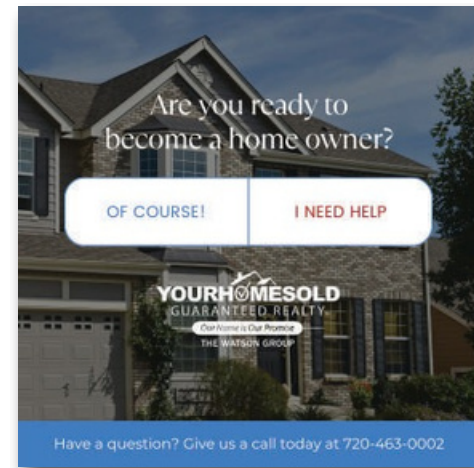 Are you ready to
become a home owner?
OF COURSE! I NEED HELP
YOURHOMESOLD
GUARANTEED REALTY
Our Name is Our Promise
THE WATSON GROUP
Have a question? Give us a call today at 720-463-0002